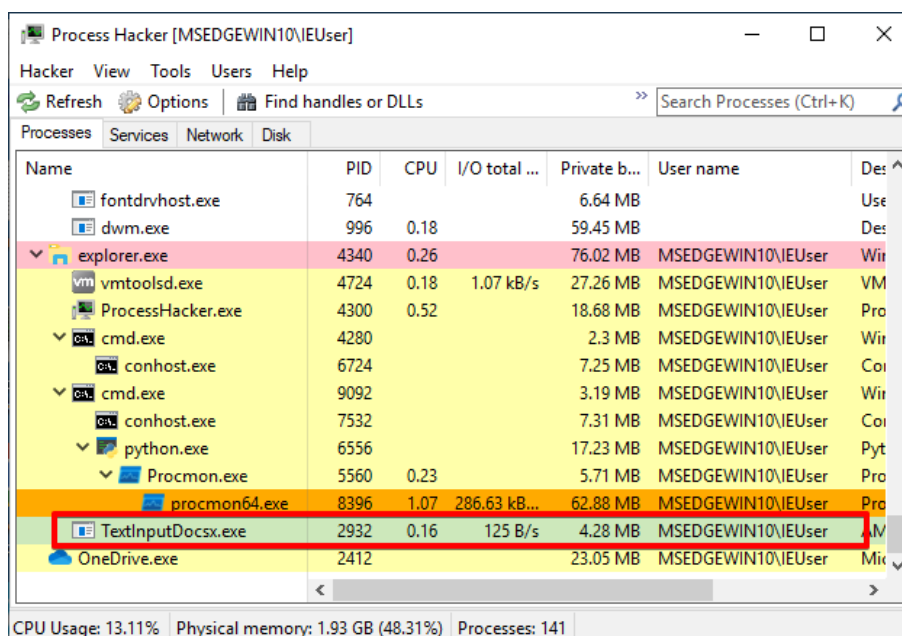 Process Hacker [MSEDGEWIN10\IEUser]
Hacker View Tools Users Help
Refresh Options Find handles or DLLs » Search Processes (Ctrl+K)
Processes Services Network Disk
Name PID CPU I/O total ... Private b... User name Des
fontdrvhost.exe 764 6.64 MB Use
dwm.exe 996 0.18 59.45 MB Des
explorer.exe 4340 0.26 76.02 MB MSEDGEWIN10\IEUser Win
vm vmtoolsd.exe 4724 0.18 1.07 kB/s 27.26 MB MSEDGEWIN10\IEUser VM
ProcessHacker.exe 4300 0.52 18.68 MB MSEDGEWIN10\IEUser Pro
cmd.exe 4280 2.3 MB MSEDGEWIN10\IEUser Win
conhost.exe 6724 7.25 MB MSEDGEWIN10\IEUser Co
cmd.exe 9092 3.19 MB MSEDGEWIN10\IEUser Win
conhost.exe 7532 7.31 MB MSEDGEWIN10\IEUser Co
python.exe 6556 17.23 MB MSEDGEWIN10\IEUser Pyt
Procmon.exe 5560 0.23 5.71 MB MSEDGEWIN10\IEUser Pro
procmon64.exe 8396 1.07 286.63 kB... 62.88 MB MSEDGEWIN10\IEUser Pro
TextInputDocsx.exe 2932 0.16 125 B/s 4.28 MB MSEDGEWIN10\IEUser AM
OneDrive.exe 2412 23.05 MB MSEDGEWIN10\IEUser Mic
CPU Usage: 13.11% Physical memory: 1.93 GB (48.31%) Processes: 141